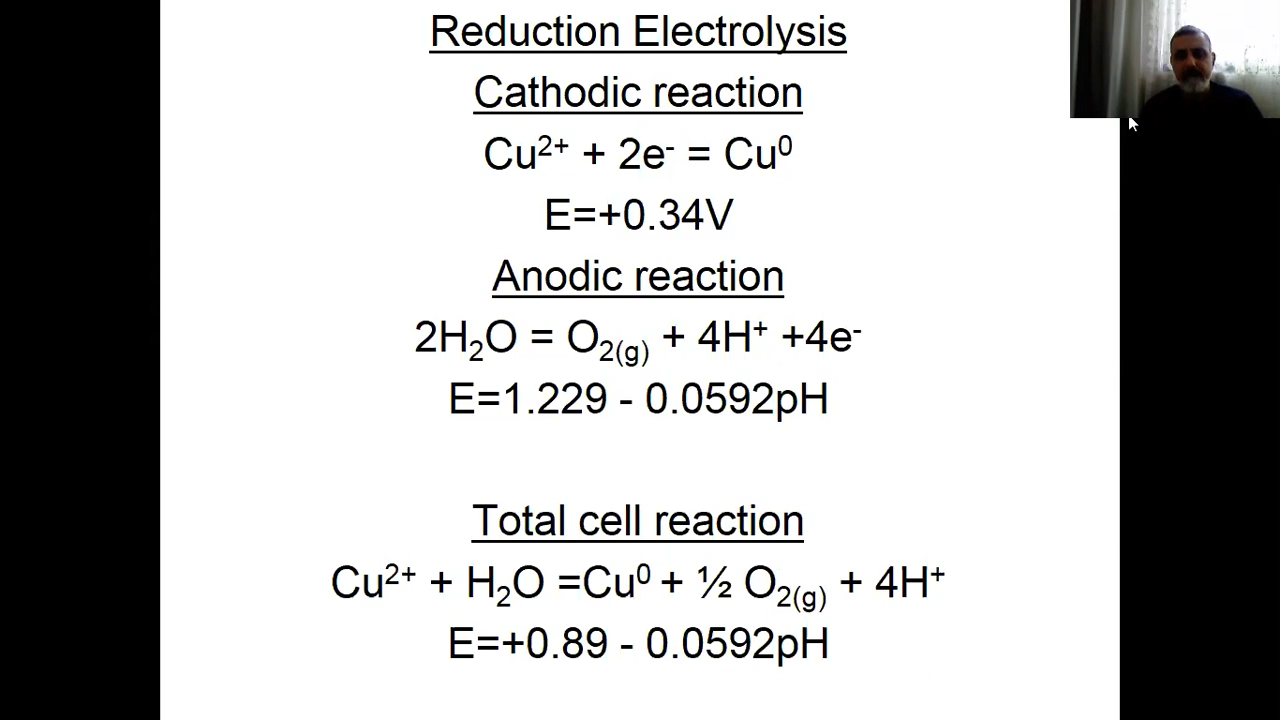 Reduction Electrolysis
Cathodic reaction
Cu²⁺ + 2e⁻ = Cu⁰
E=+0.34V
Anodic reaction
2H₂O = O₂₍g₎ + 4H⁺ +4e⁻
E=1.229 - 0.0592pH
Total cell reaction
Cu²⁺ + H₂O =Cu⁰ + ½ O₂₍g₎ + 4H⁺
E=+0.89 - 0.0592pH